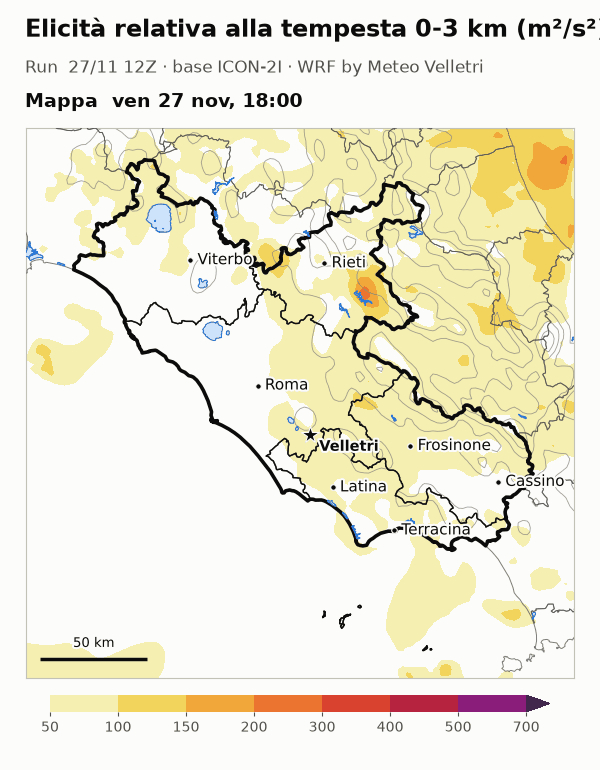 Elicità relativa alla tempesta 0-3 km (m²/s²)
Run  27/11 12Z · base ICON-2I · WRF by Meteo Velletri
Mappa  ven 27 nov, 18:00
Viterbo
Rieti
Roma
Velletri
Frosinone
Cassino
Latina
Terracina
50 km
50 100 150 200 300 400 500 700